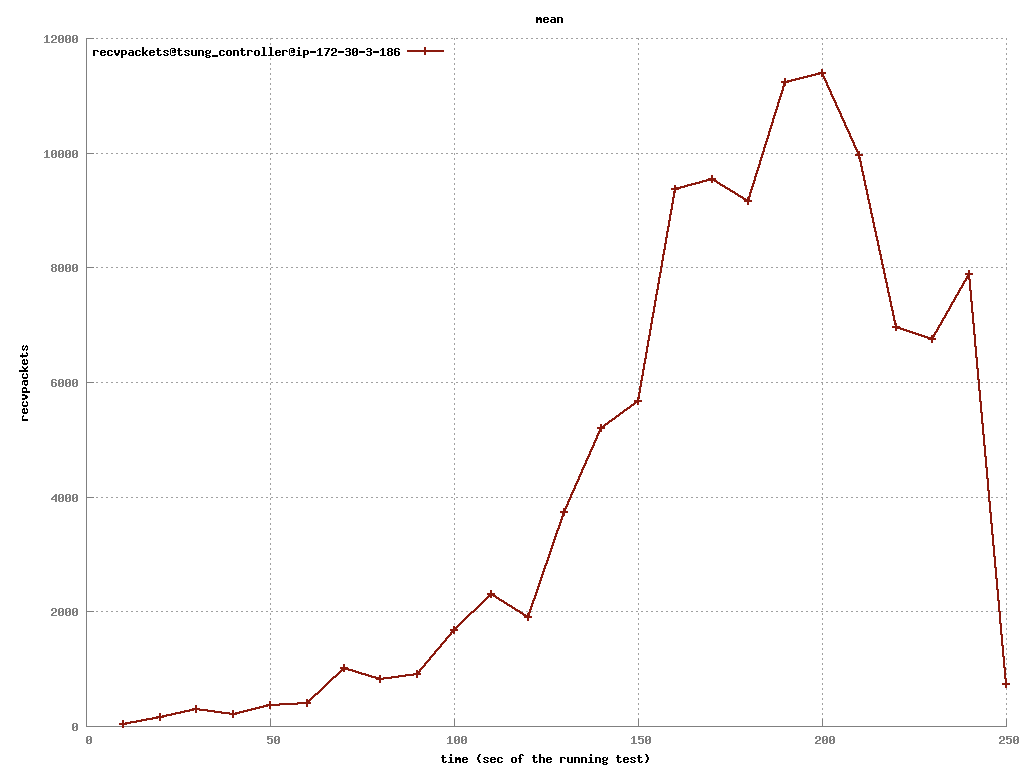 mean
12000
recvpackets@tsung_controller@ip-172-30-3-186
10000
8000
recvpackets
6000
4000
2000
0
0 50 100 150 200 250
time (sec of the running test)